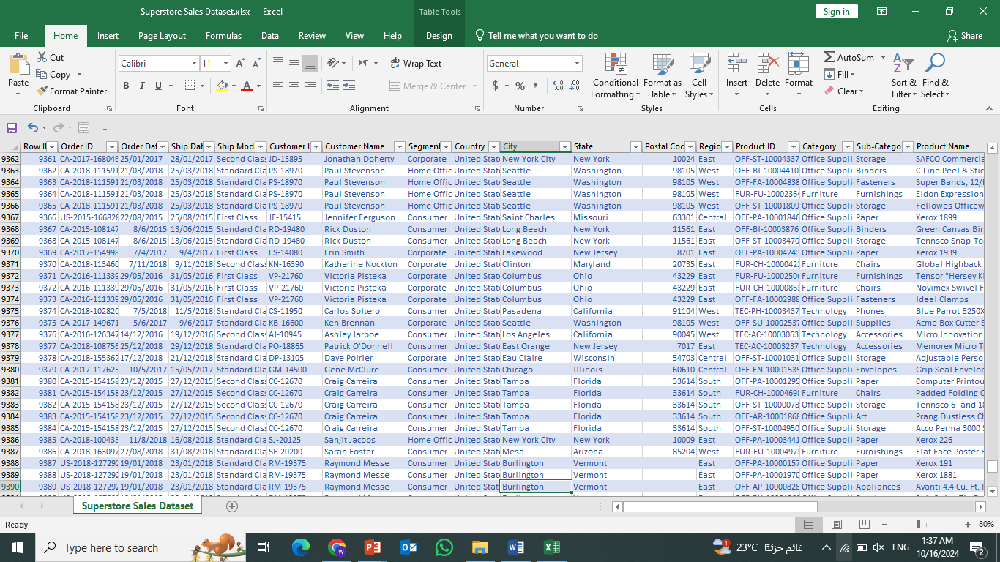 Superstore Sales Dataset.xlsx - Excel
Table Tools
Sign in
File Home Insert Page Layout Formulas Data Review View Help Design Tell me what you want to do Share
Cut
Copy
Format Painter
Paste
Calibri 11
B I U
Wrap Text
Merge & Center
General
$ % ,
Conditional Formatting Format as Table Cell Styles
Insert Delete Format
AutoSum
Fill
Clear
Sort & Filter Find & Select
Clipboard Font Alignment Number Styles Cells Editing
Row I Order ID Order Dat Ship Dat Ship Mod Customer I Customer Name Segment Country City State Postal Cod Regio Product ID Category Sub-Catego Product Name
9362 9361 CA-2017-168046 25/01/2017 28/01/2017 Second Class JD-15895 Jonathan Doherty Corporate United State New York City New York 10024 East OFF-ST-10004337 Office Suppli Storage SAFCO Commercia
9363 9362 CA-2018-111591 21/03/2018 25/03/2018 Standard Cla PS-18970 Paul Stevenson Home Offic United State Seattle Washington 98105 West OFF-BI-10004410 Office Suppli Binders C-Line Peel & Stic
9364 9363 CA-2018-111591 21/03/2018 25/03/2018 Standard Cla PS-18970 Paul Stevenson Home Offic United State Seattle Washington 98105 West OFF-FA-10004838 Office Suppli Fasteners Super Bands, 12/
9365 9364 CA-2018-111591 21/03/2018 25/03/2018 Standard Cla PS-18970 Paul Stevenson Home Offic United State Seattle Washington 98105 West FUR-FU-10002364 Furniture Furnishings Eldon Expression
9366 9365 CA-2018-111591 21/03/2018 25/03/2018 Standard Cla PS-18970 Paul Stevenson Home Offic United State Seattle Washington 98105 West OFF-ST-10001809 Office Suppli Storage Fellowes Officew
9367 9366 US-2015-166828 22/08/2015 25/08/2015 First Class JF-15415 Jennifer Ferguson Consumer United State Saint Charles Missouri 63301 Central OFF-PA-10001846 Office Suppli Paper Xerox 1899
9368 9367 CA-2015-108147 8/6/2015 13/06/2015 Standard Cla RD-19480 Rick Duston Consumer United State Long Beach New York 11561 East OFF-BI-10003876 Office Suppli Binders Green Canvas Bin
9369 9368 CA-2015-108147 8/6/2015 13/06/2015 Standard Cla RD-19480 Rick Duston Consumer United State Long Beach New York 11561 East OFF-ST-10003470 Office Suppli Storage Tennsco Snap-To
9370 9369 CA-2017-154998 7/4/2017 9/4/2017 First Class ES-14080 Erin Smith Corporate United State Lakewood New Jersey 8701 East OFF-PA-10004243 Office Suppli Paper Xerox 1939
9371 9370 CA-2018-113460 7/11/2018 9/11/2018 Second Class KN-16390 Katherine Nockton Corporate United State Clinton Maryland 20735 East FUR-CH-10000422 Furniture Chairs Global Highback
9372 9371 CA-2016-111339 29/05/2016 31/05/2016 First Class VP-21760 Victoria Pisteka Corporate United State Columbus Ohio 43229 East FUR-FU-10002506 Furniture Furnishings Tensor "Hersey Ki
9373 9372 CA-2016-111339 29/05/2016 31/05/2016 First Class VP-21760 Victoria Pisteka Corporate United State Columbus Ohio 43229 East FUR-CH-10000863 Furniture Chairs Novimex Swivel F
9374 9373 CA-2016-111339 29/05/2016 31/05/2016 First Class VP-21760 Victoria Pisteka Corporate United State Columbus Ohio 43229 East OFF-FA-10002988 Office Suppli Fasteners Ideal Clamps
9375 9374 CA-2018-102820 7/5/2018 11/5/2018 Standard Cla CS-11950 Carlos Soltero Consumer United State Pasadena California 91104 West TEC-PH-10003437 Technology Phones Blue Parrot B250X
9376 9375 CA-2017-149671 5/6/2017 9/6/2017 Standard Cla KB-16600 Ken Brennan Corporate United State Seattle Washington 98105 West OFF-SU-10002537 Office Suppli Supplies Acme Box Cutter S
9377 9376 CA-2016-126347 14/12/2016 19/12/2016 Second Class AJ-10945 Ashley Jarboe Consumer United State Los Angeles California 90045 West TEC-AC-10003063 Technology Accessories Micro Innovation
9378 9377 CA-2018-108756 25/12/2018 29/12/2018 Standard Cla PO-18865 Patrick O'Donnell Consumer United State East Orange New Jersey 7017 East TEC-AC-10003237 Technology Accessories Memorex Micro T
9379 9378 CA-2018-155362 17/12/2018 21/12/2018 Standard Cla DP-13105 Dave Poirier Corporate United State Eau Claire Wisconsin 54703 Central OFF-ST-10001031 Office Suppli Storage Adjustable Perso
9380 9379 CA-2017-117625 10/5/2017 15/05/2017 Standard Cla GM-14500 Gene McClure Consumer United State Chicago Illinois 60610 Central OFF-EN-10001535 Office Suppli Envelopes Grip Seal Envelop
9381 9380 CA-2015-154158 23/12/2015 27/12/2015 Second Class CC-12670 Craig Carreira Consumer United State Tampa Florida 33614 South OFF-PA-10001295 Office Suppli Paper Computer Printou
9382 9381 CA-2015-154158 23/12/2015 27/12/2015 Second Class CC-12670 Craig Carreira Consumer United State Tampa Florida 33614 South FUR-CH-10004698 Furniture Chairs Padded Folding C
9383 9382 CA-2015-154158 23/12/2015 27/12/2015 Second Class CC-12670 Craig Carreira Consumer United State Tampa Florida 33614 South OFF-ST-10000078 Office Suppli Storage Tennsco 6- and 18
9384 9383 CA-2015-154158 23/12/2015 27/12/2015 Second Class CC-12670 Craig Carreira Consumer United State Tampa Florida 33614 South OFF-AR-10001868 Office Suppli Art Prang Dustless Ch
9385 9384 CA-2015-154158 23/12/2015 27/12/2015 Second Class CC-12670 Craig Carreira Consumer United State Tampa Florida 33614 South OFF-ST-10004950 Office Suppli Storage Acco Perma 3000 S
9386 9385 CA-2018-100433 11/8/2018 16/08/2018 Standard Cla SJ-20125 Sanjit Jacobs Home Offic United State New York City New York 10009 East OFF-PA-10003441 Office Suppli Paper Xerox 226
9387 9386 CA-2018-163097 27/08/2018 31/08/2018 Standard Cla SF-20200 Sarah Foster Consumer United State Mesa Arizona 85204 West FUR-FU-10004973 Furniture Furnishings Flat Face Poster F
9388 9387 US-2018-127292 19/01/2018 23/01/2018 Standard Cla RM-19375 Raymond Messe Consumer United State Burlington Vermont East OFF-PA-10000157 Office Suppli Paper Xerox 191
9389 9388 US-2018-127292 19/01/2018 23/01/2018 Standard Cla RM-19375 Raymond Messe Consumer United State Burlington Vermont East OFF-PA-10001970 Office Suppli Paper Xerox 1881
9390 9389 US-2018-127292 19/01/2018 23/01/2018 Standard Cla RM-19375 Raymond Messe Consumer United State Burlington Vermont East OFF-AP-10000828 Office Suppli Appliances Avanti 4.4 Cu. Ft. R
Superstore Sales Dataset
Ready 80%
Type here to search
23°C غائم جزئيًا ENG 1:37 AM
10/16/2024
2